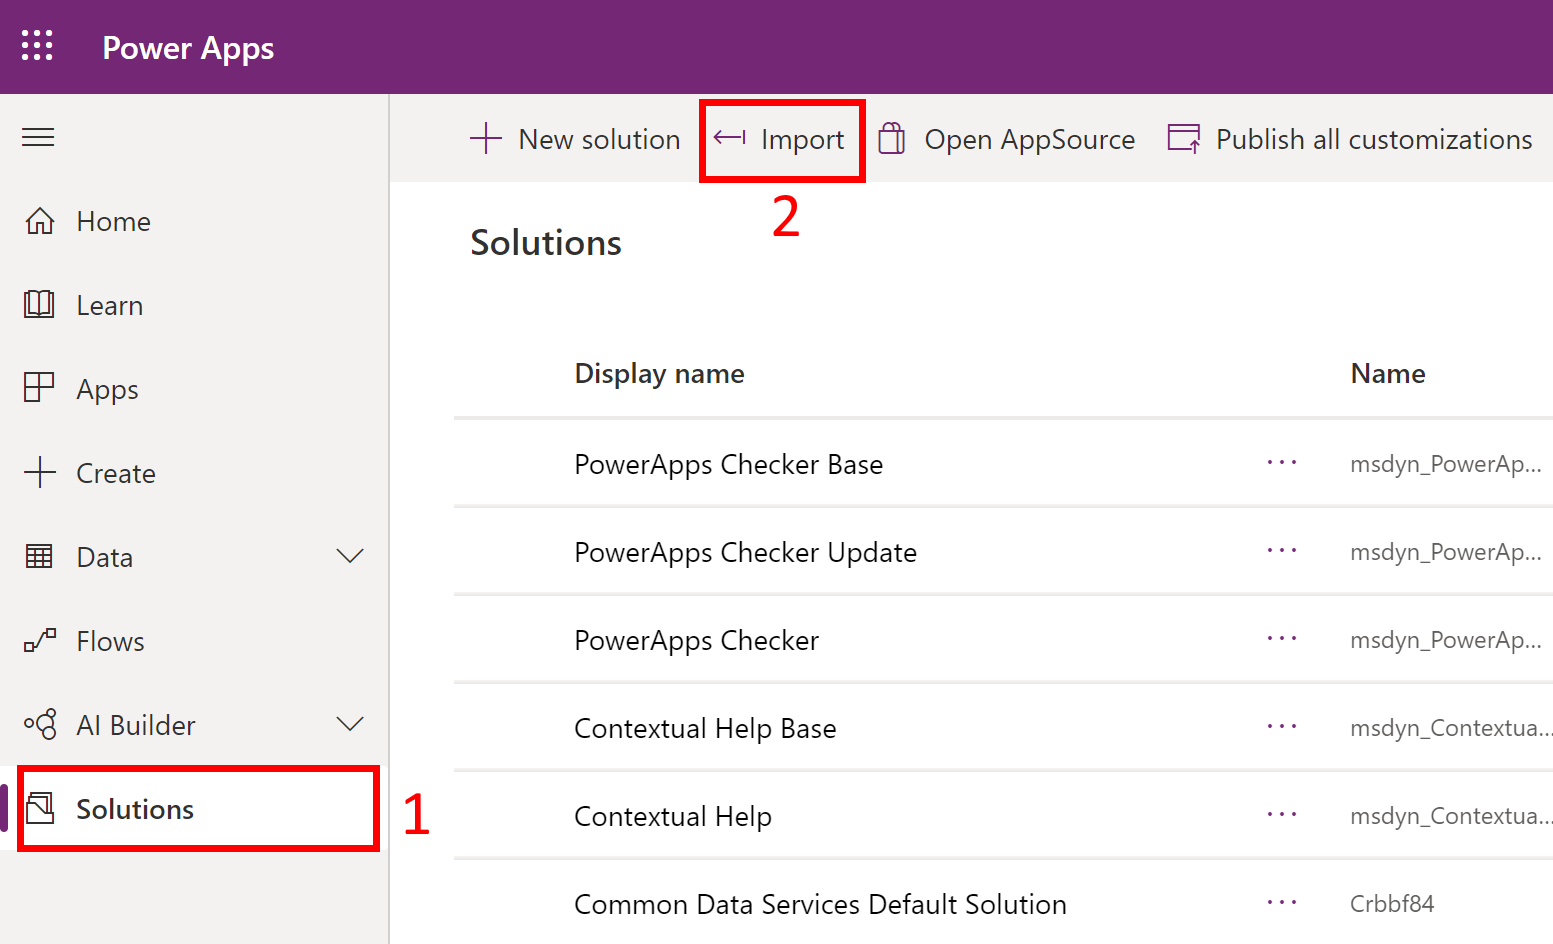 Power Apps
New solution
Import
Open AppSource
Publish all customizations
2
Home
Learn
Apps
Create
Data
Flows
AI Builder
Solutions
1
Solutions
Display name Name
PowerApps Checker Base ... msdyn_PowerAp...
PowerApps Checker Update ... msdyn_PowerAp...
PowerApps Checker ... msdyn_PowerAp...
Contextual Help Base ... msdyn_Contextua...
Contextual Help ... msdyn_Contextua...
Common Data Services Default Solution ... Crbbf84